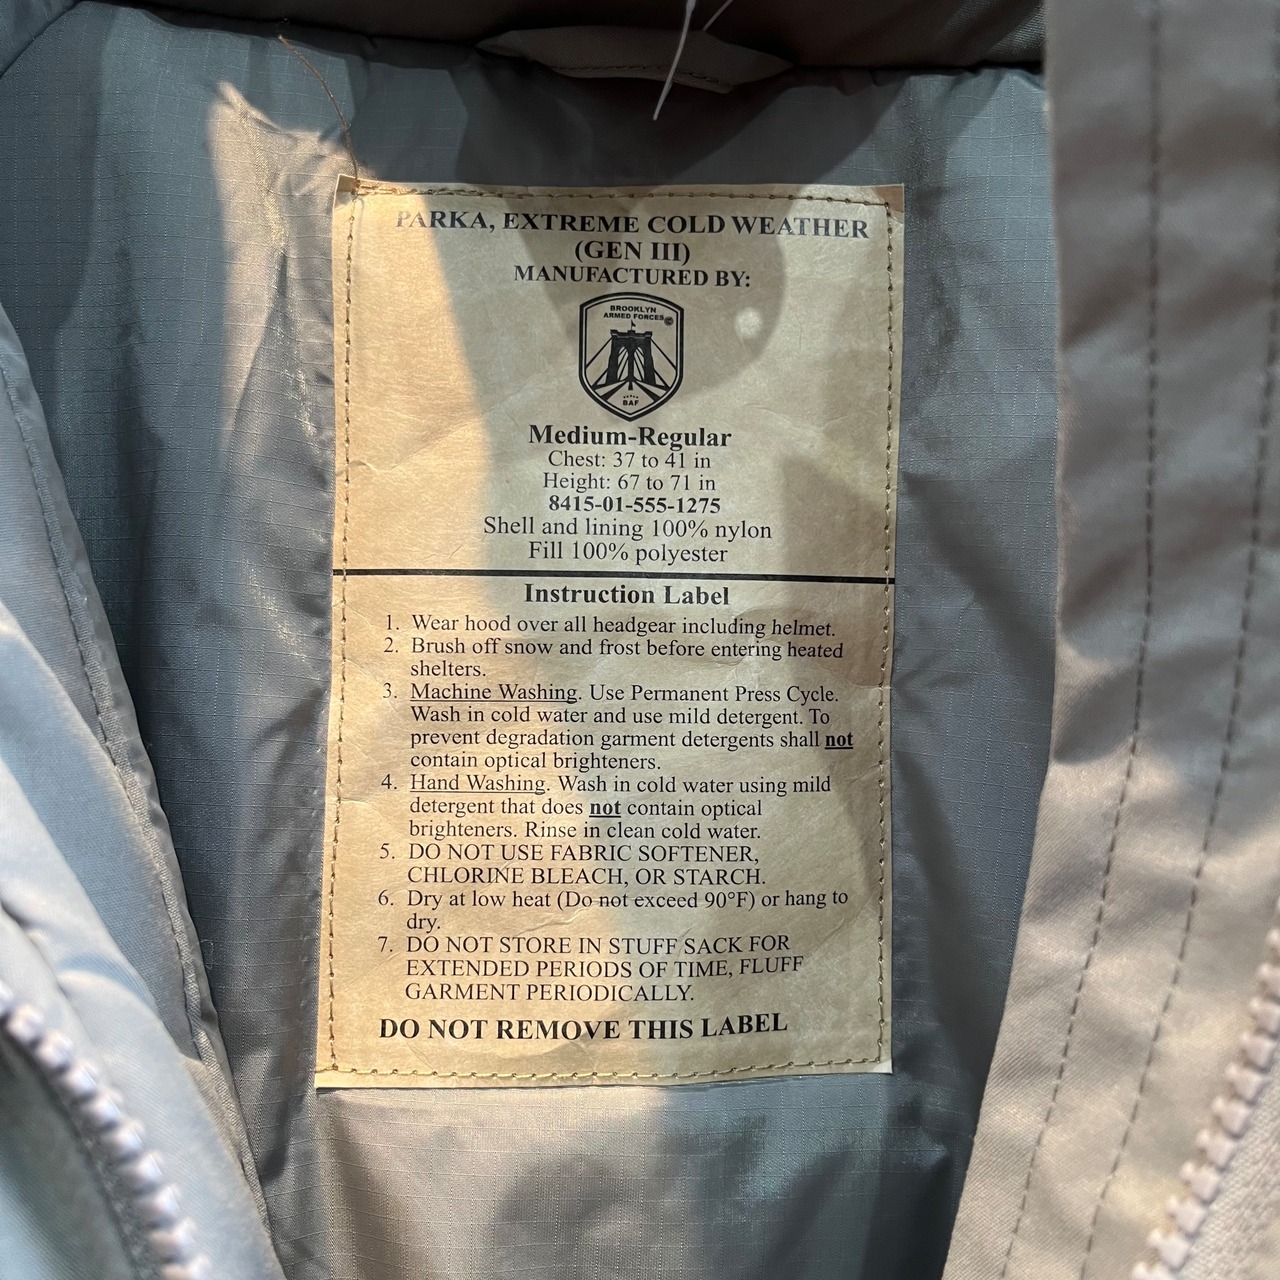 PARKA, EXTREME COLD WEATHER
(GEN III)
MANUFACTURED BY:
BROOKLYN
ARMED FORCES
BAF
Medium-Regular
Chest: 37 to 41 in
Height: 67 to 71 in
8415-01-555-1275
Shell and lining 100% nylon
Fill 100% polyester
Instruction Label
1. Wear hood over all headgear including helmet.
2. Brush off snow and frost before entering heated
shelters.
3. Machine Washing. Use Permanent Press Cycle.
Wash in cold water and use mild detergent. To
prevent degradation garment detergents shall not
contain optical brighteners.
4. Hand Washing. Wash in cold water using mild
detergent that does not contain optical
brighteners. Rinse in clean cold water.
5. DO NOT USE FABRIC SOFTENER,
CHLORINE BLEACH, OR STARCH.
6. Dry at low heat (Do not exceed 90°F) or hang to
dry.
7. DO NOT STORE IN STUFF SACK FOR
EXTENDED PERIODS OF TIME, FLUFF
GARMENT PERIODICALLY.
DO NOT REMOVE THIS LABEL